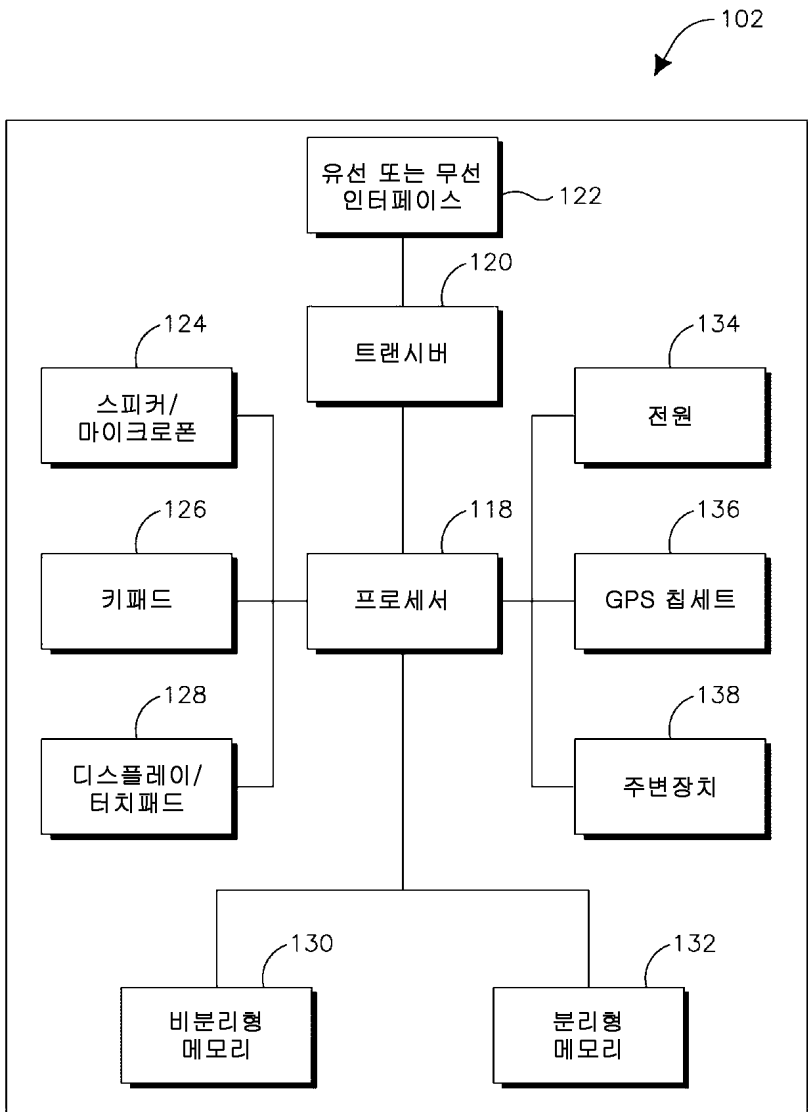 102
유선 또는 무선
인터페이스
122
120
트랜시버
124
스피커/
마이크로폰
134
전원
126
키패드
118
프로세서
136
GPS 칩세트
128
디스플레이/
터치패드
138
주변장치
130
비분리형
메모리
132
분리형
메모리